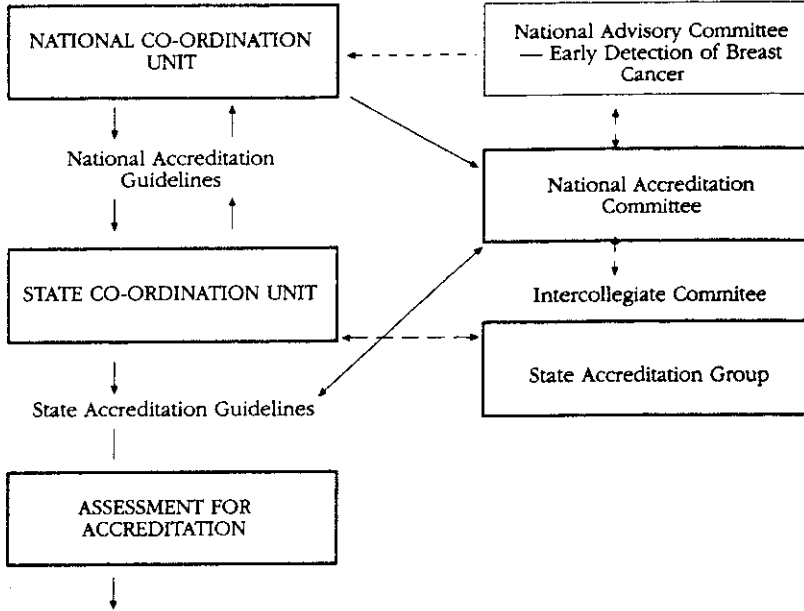 NATIONAL CO-ORDINATION
UNIT
National Advisory Committee
— Early Detection of Breast
Cancer
National Accreditation
Guidelines
National Accreditation
Committee
STATE CO-ORDINATION UNIT
Intercollegiate Commitee
State Accreditation Group
State Accreditation Guidelines
ASSESSMENT FOR
ACCREDITATION